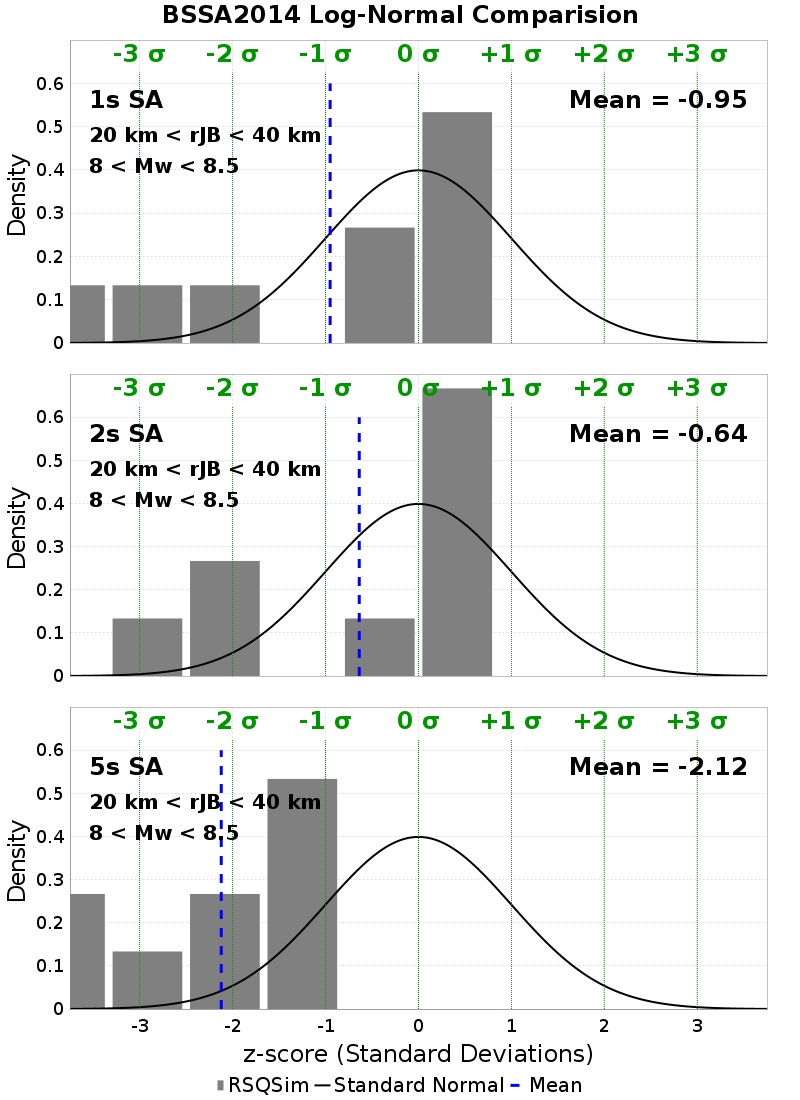 BSSA2014 Log-Normal Comparision
-3 σ -2 σ -1 σ 0 σ +1 σ +2 σ +3 σ
0.6
1s SA Mean = -0.95
0.5
20 km < rJB < 40 km
8 < Mw < 8.5
0.4
0.3
0.2
0.1
0
Density
-3 σ -2 σ -1 σ 0 σ +1 σ +2 σ +3 σ
0.6
2s SA Mean = -0.64
0.5
20 km < rJB < 40 km
8 < Mw < 8.5
0.4
0.3
0.2
0.1
0
Density
-3 σ -2 σ -1 σ 0 σ +1 σ +2 σ +3 σ
0.6
5s SA Mean = -2.12
0.5
20 km < rJB < 40 km
8 < Mw < 8.5
0.4
0.3
0.2
0.1
0
Density
-3 -2 -1 0 1 2 3
z-score (Standard Deviations)
RSQSim Standard Normal Mean